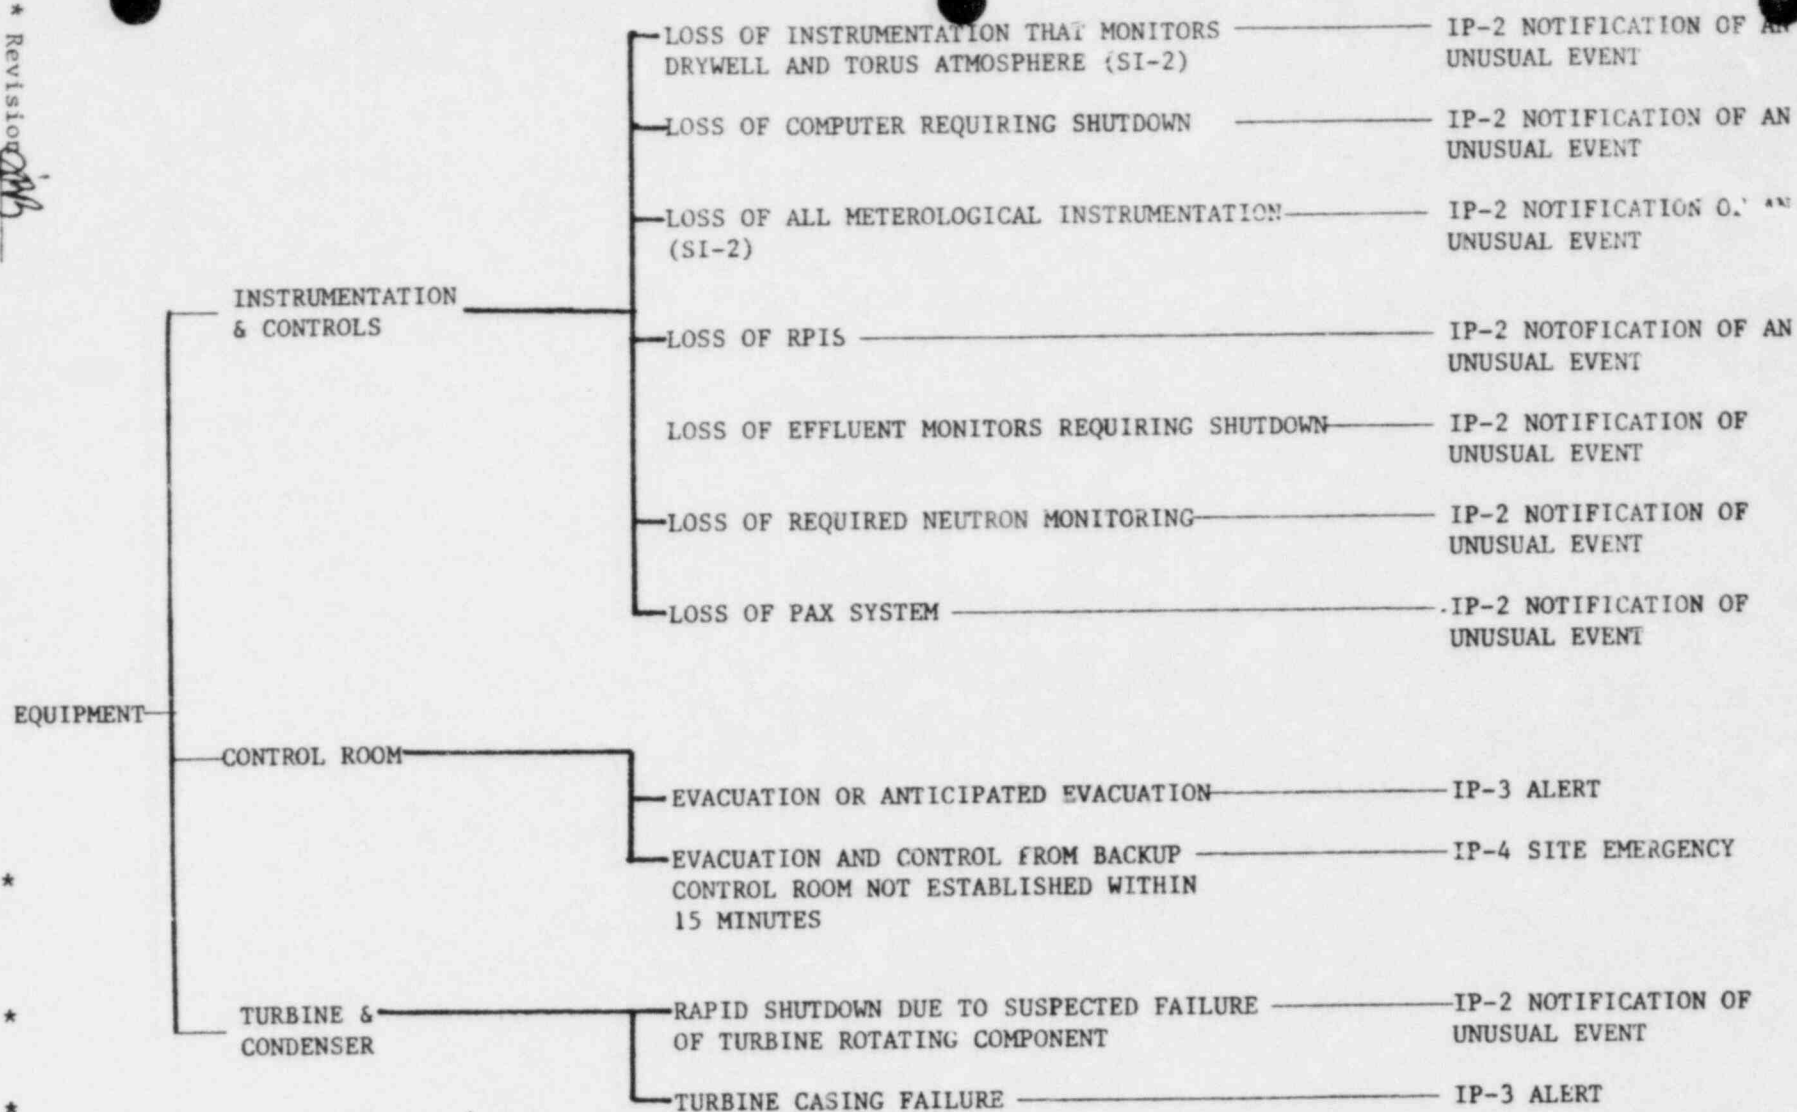 * Revision
LOSS OF INSTRUMENTATION THAT MONITORS
DRYWELL AND TORUS ATMOSPHERE (SI-2)
IP-2 NOTIFICATION OF AN
UNUSUAL EVENT
LOSS OF COMPUTER REQUIRING SHUTDOWN
IP-2 NOTIFICATION OF AN
UNUSUAL EVENT
LOSS OF ALL METEROLOGICAL INSTRUMENTATION
(SI-2)
IP-2 NOTIFICATION
UNUSUAL EVENT
INSTRUMENTATION
& CONTROLS
LOSS OF RPIS
IP-2 NOTOFICATION OF AN
UNUSUAL EVENT
LOSS OF EFFLUENT MONITORS REQUIRING SHUTDOWN
IP-2 NOTIFICATION OF
UNUSUAL EVENT
LOSS OF REQUIRED NEUTRON MONITORING
IP-2 NOTIFICATION OF
UNUSUAL EVENT
LOSS OF PAX SYSTEM
IP-2 NOTIFICATION OF
UNUSUAL EVENT
EQUIPMENT
CONTROL ROOM
EVACUATION OR ANTICIPATED EVACUATION
IP-3 ALERT
*
EVACUATION AND CONTROL FROM BACKUP
CONTROL ROOM NOT ESTABLISHED WITHIN
15 MINUTES
IP-4 SITE EMERGENCY
*
TURBINE &
CONDENSER
RAPID SHUTDOWN DUE TO SUSPECTED FAILURE
OF TURBINE ROTATING COMPONENT
IP-2 NOTIFICATION OF
UNUSUAL EVENT
*
TURBINE CASING FAILURE
IP-3 ALERT